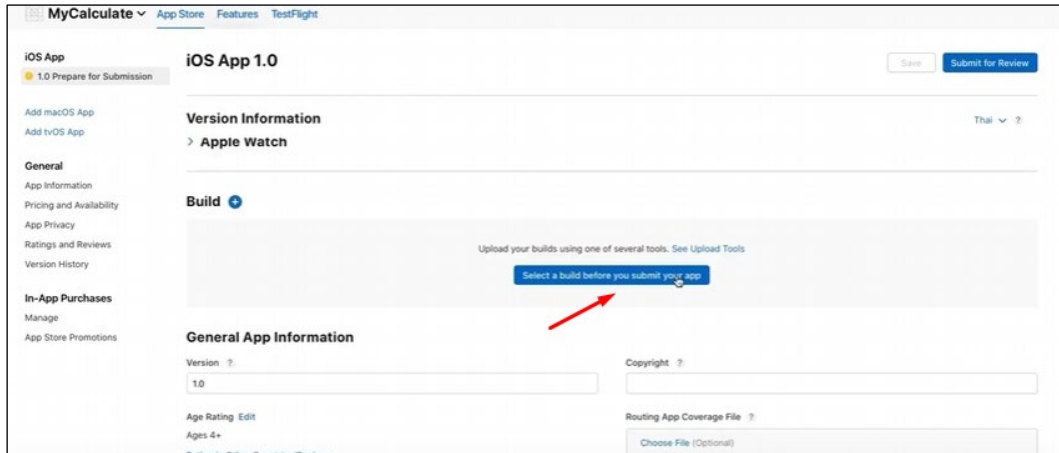 MyCalculate App Store Features TestFlight
iOS App
1.0 Prepare for Submission
Add macOS App
Add tvOS App
General
App Information
Pricing and Availability
App Privacy
Ratings and Reviews
Version History
In-App Purchases
Manage
App Store Promotions
iOS App 1.0
Save Submit for Review
Version Information
Thai ?
> Apple Watch
Build +
Upload your builds using one of several tools. See Upload Tools
Select a build before you submit your app
General App Information
Version ?
1.0
Copyright ?
Age Rating Edit
Ages 4+
Routing App Coverage File ?
Choose File (Optional)